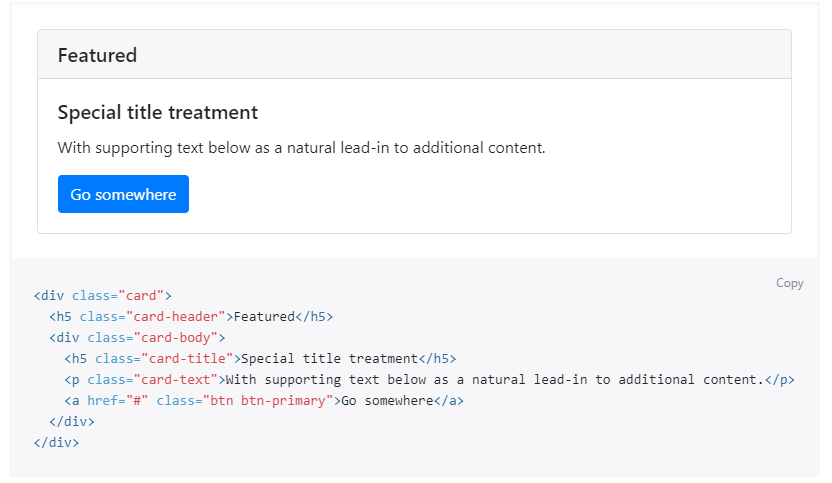 Featured
Special title treatment
With supporting text below as a natural lead-in to additional content.
Go somewhere
Copy
<div class="card">
  <h5 class="card-header">Featured</h5>
  <div class="card-body">
    <h5 class="card-title">Special title treatment</h5>
    <p class="card-text">With supporting text below as a natural lead-in to additional content.</p>
    <a href="#" class="btn btn-primary">Go somewhere</a>
  </div>
</div>